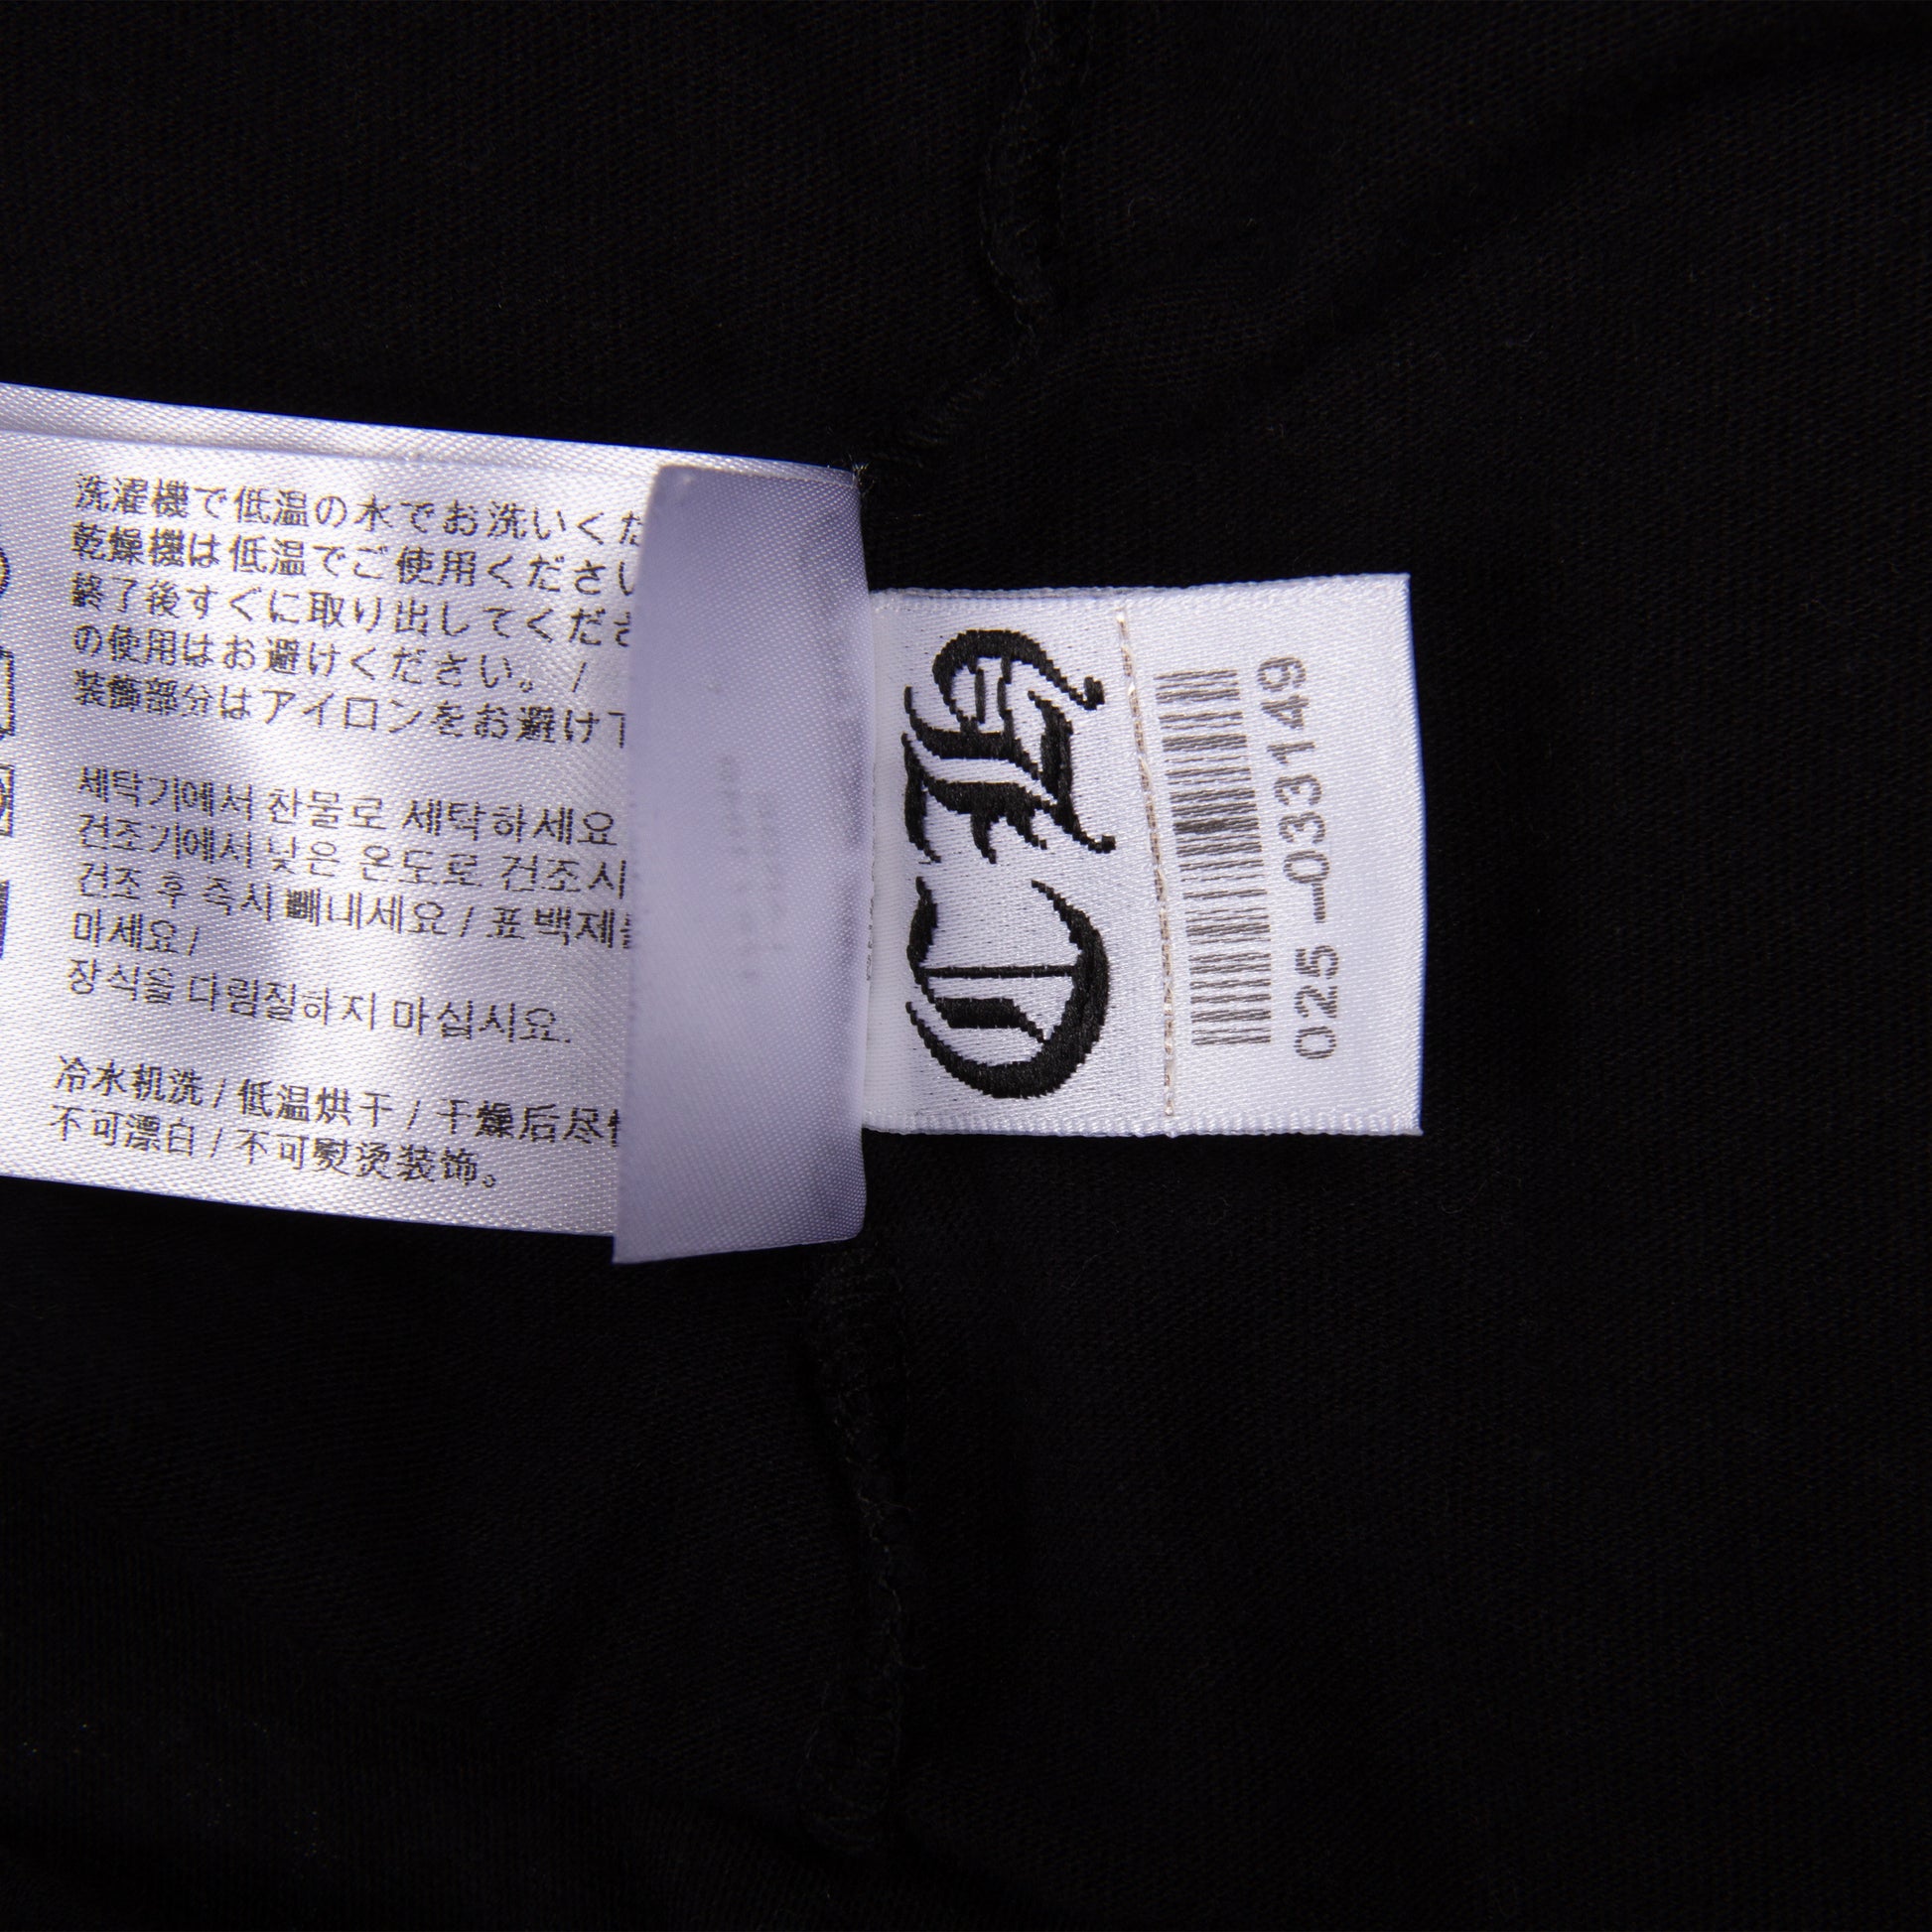 洗濯機で低温の水でお洗いくだ
乾燥機は低温でご使用ください
終了後すぐに取り出してくださ
の使用はお避けください。/
装飾部分はアイロンをお避け下
세탁기에서 찬물로 세탁하세요
건조기에서 낮은 온도로 건조시
건조 후 즉시 빼내세요 / 표백제
마세요 /
장식을 다림질하지 마십시요.
冷水机洗 / 低温烘干 / 干燥后尽
不可漂白 / 不可熨烫装饰。
CH
025-033149